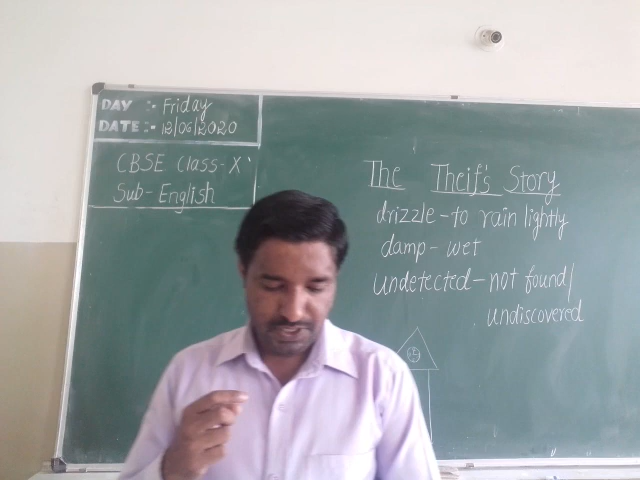 DAY :- Friday
DATE :- 12/06/2020
CBSE Class-X
Sub- English
The Theif's Story
drizzle - to rain lightly
damp - wet
undetected - not found/
undiscovered